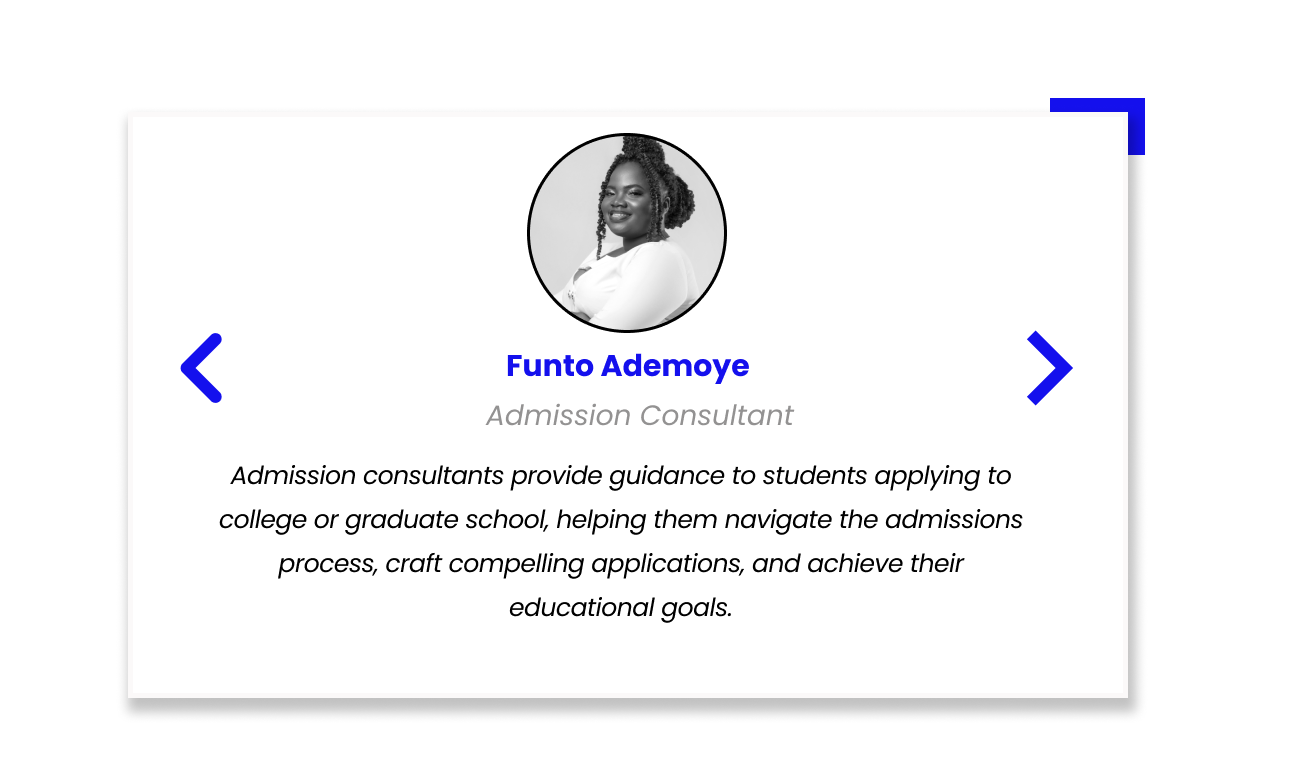 Funto Ademoye
Admission Consultant
Admission consultants provide guidance to students applying to
college or graduate school, helping them navigate the admissions
process, craft compelling applications, and achieve their
educational goals.